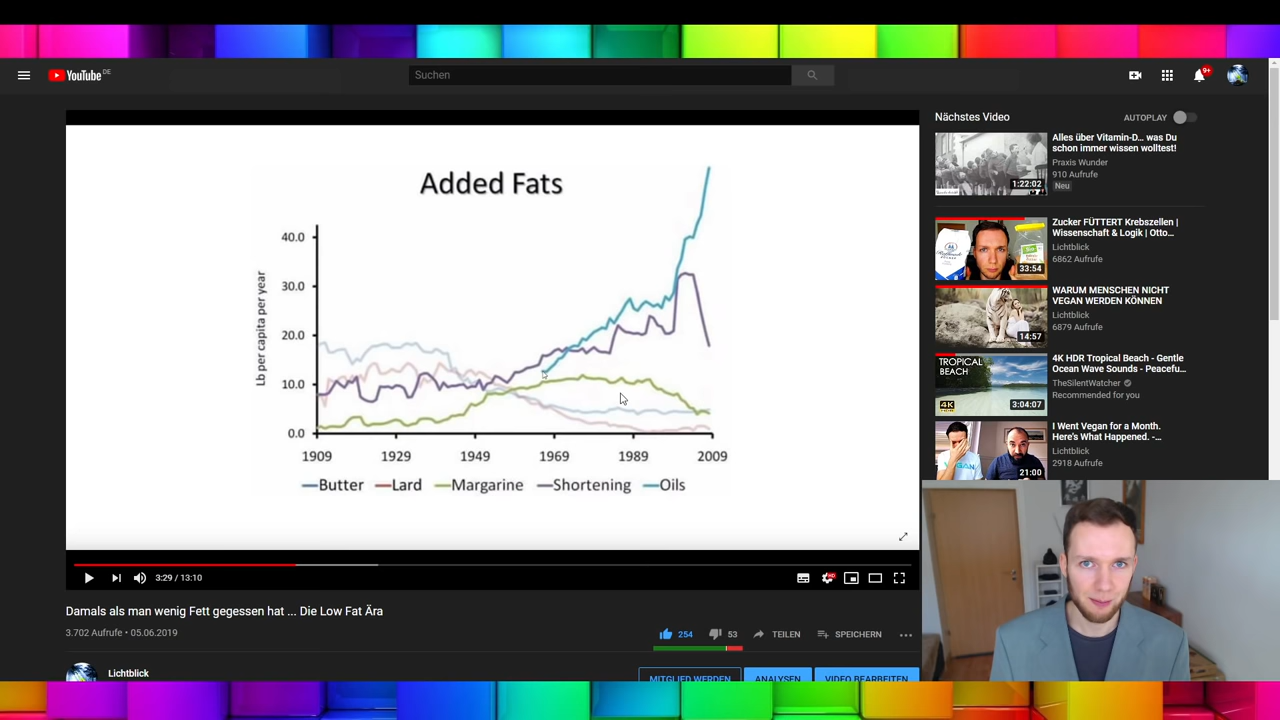 YouTube DE
Suchen
9+
Added Fats
40.0
30.0
20.0
10.0
0.0
Lb per capita per year
1909 1929 1949 1969 1989 2009
Butter Lard Margarine Shortening Oils
3:29 / 13:10
HD
Damals als man wenig Fett gegessen hat ... Die Low Fat Ära
3.702 Aufrufe • 05.06.2019
254 53 TEILEN SPEICHERN
Lichtblick
MITGLIED WERDEN ANALYSEN VIDEO BEARBEITEN
Nächstes Video AUTOPLAY
1:22:02
Alles über Vitamin-D... was Du
schon immer wissen wolltest!
Praxis Wunder
910 Aufrufe
Neu
33:54
Zucker FÜTTERT Krebszellen |
Wissenschaft & Logik | Otto...
Lichtblick
6862 Aufrufe
14:57
WARUM MENSCHEN NICHT
VEGAN WERDEN KÖNNEN
Lichtblick
6879 Aufrufe
TROPICAL
BEACH
4K
3:04:07
4K HDR Tropical Beach - Gentle
Ocean Wave Sounds - Peacefu...
TheSilentWatcher
Recommended for you
21:00
I Went Vegan for a Month.
Here's What Happened. -...
Lichtblick
2918 Aufrufe